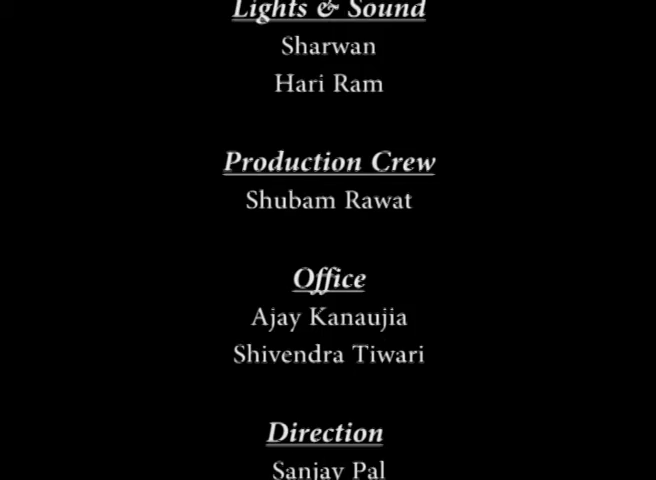 Lights & Sound
Sharwan
Hari Ram
Production Crew
Shubam Rawat
Office
Ajay Kanaujia
Shivendra Tiwari
Direction
Sanjay Pal